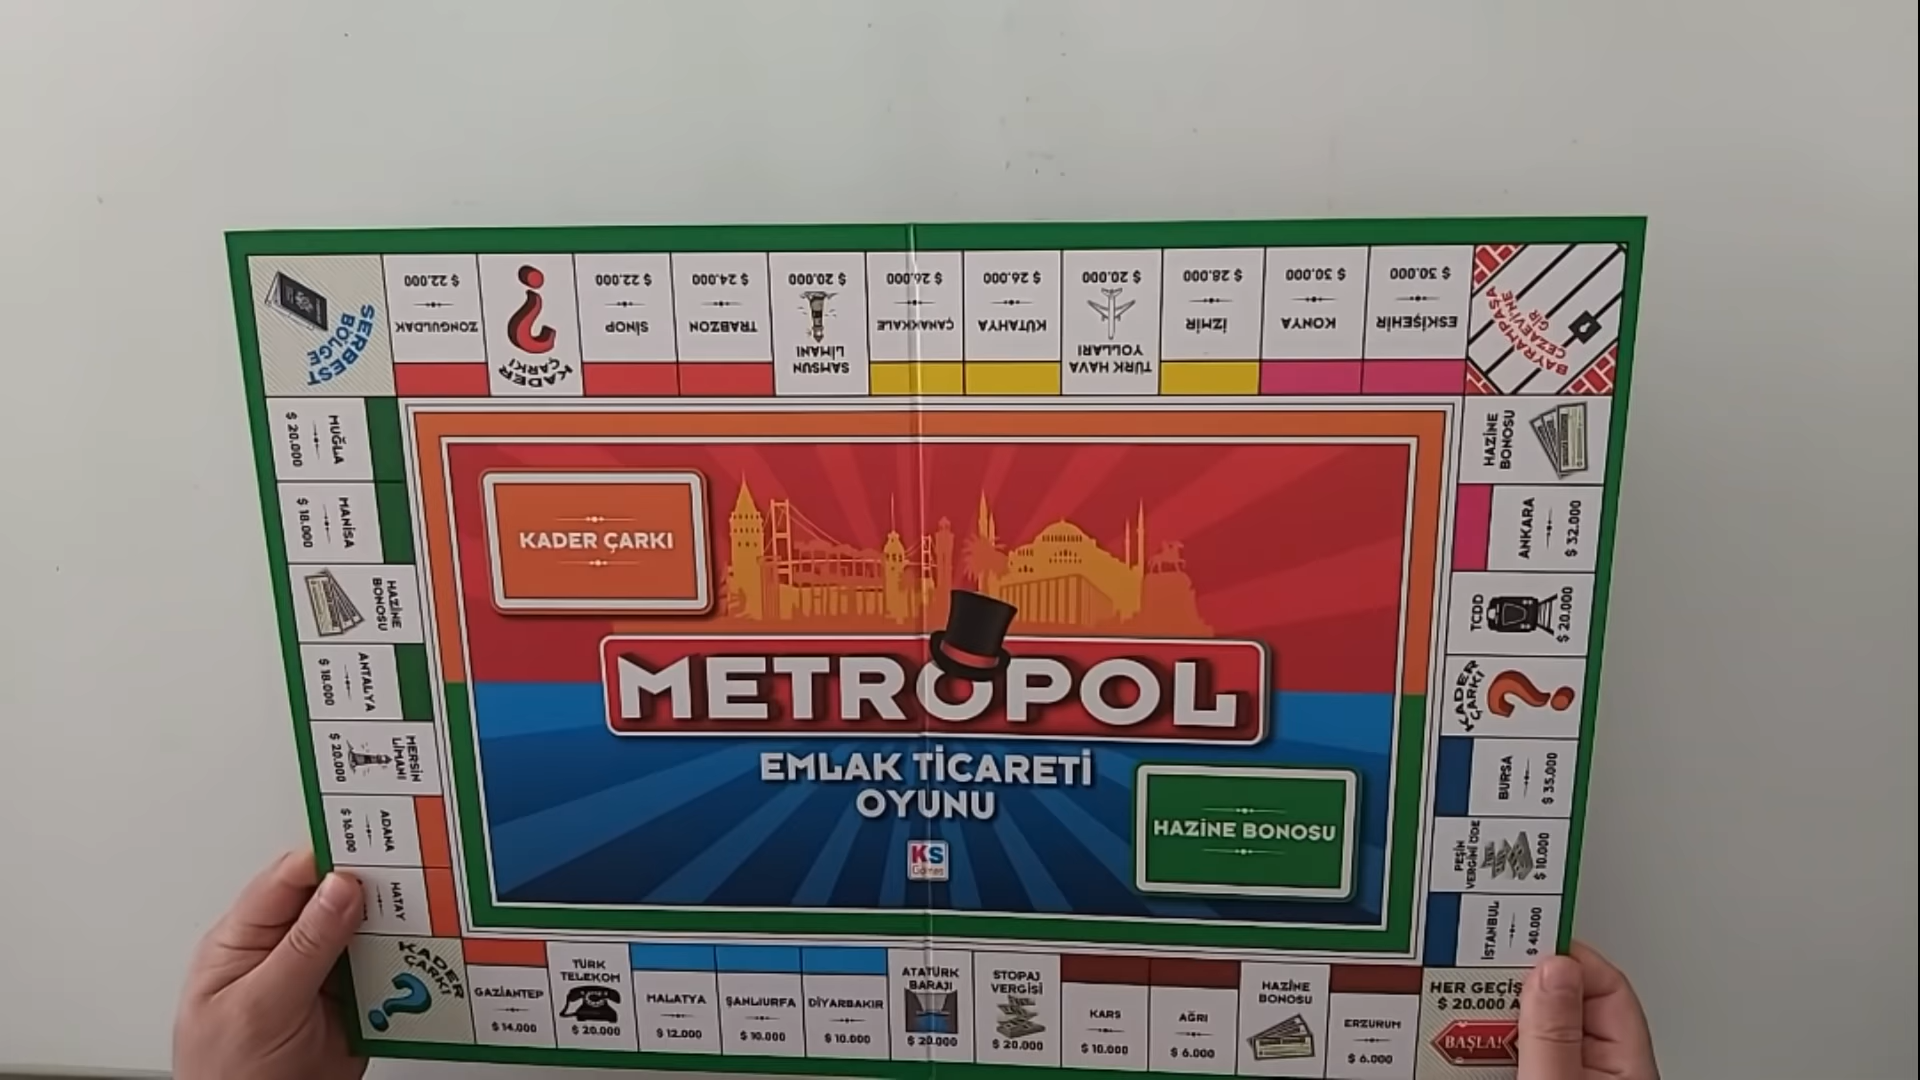 SERBEST
BÖLGE
$ 22.000
ZONGULDAK
KADER
ÇARKI
$ 22.000
SİNOP
$ 24.000
TRABZON
$ 20.000
SAMSUN
LİMANI
$ 26.000
ÇANAKKALE
$ 26.000
KÜTAHYA
$ 20.000
TÜRK HAVA
YOLLARI
$ 28.000
İZMİR
$ 30.000
KONYA
$ 30.000
ESKİŞEHİR
BAYRAMPAŞA
CEZAEVİNE
GİR
MUĞLA
$ 20.000
MANİSA
$ 18.000
HAZİNE
BONOSU
ANTALYA
$ 18.000
MERSİN
LİMANI
$ 20.000
ADANA
$ 16.000
HATAY
KADER
ÇARKI
KADER ÇARKI
METROPOL
EMLAK TİCARETİ
OYUNU
KS
Games
HAZİNE BONOSU
HAZİNE
BONOSU
ANKARA
$ 32.000
TCDD
$ 20.000
KADER
ÇARKI
BURSA
$ 35.000
PEŞİN
VERGİNİ ÖDE
$ 10.000
İSTANBUL
$ 40.000
GAZİANTEP
$ 14.000
TÜRK
TELEKOM
$ 20.000
MALATYA
$ 12.000
ŞANLIURFA
$ 10.000
DİYARBAKIR
$ 10.000
ATATÜRK
BARAJI
$ 20.000
STOPAJ
VERGİSİ
$ 20.000
KARS
$ 10.000
AĞRI
$ 6.000
HAZİNE
BONOSU
ERZURUM
$ 6.000
HER GEÇİŞ
$ 20.000 A
BAŞLA!